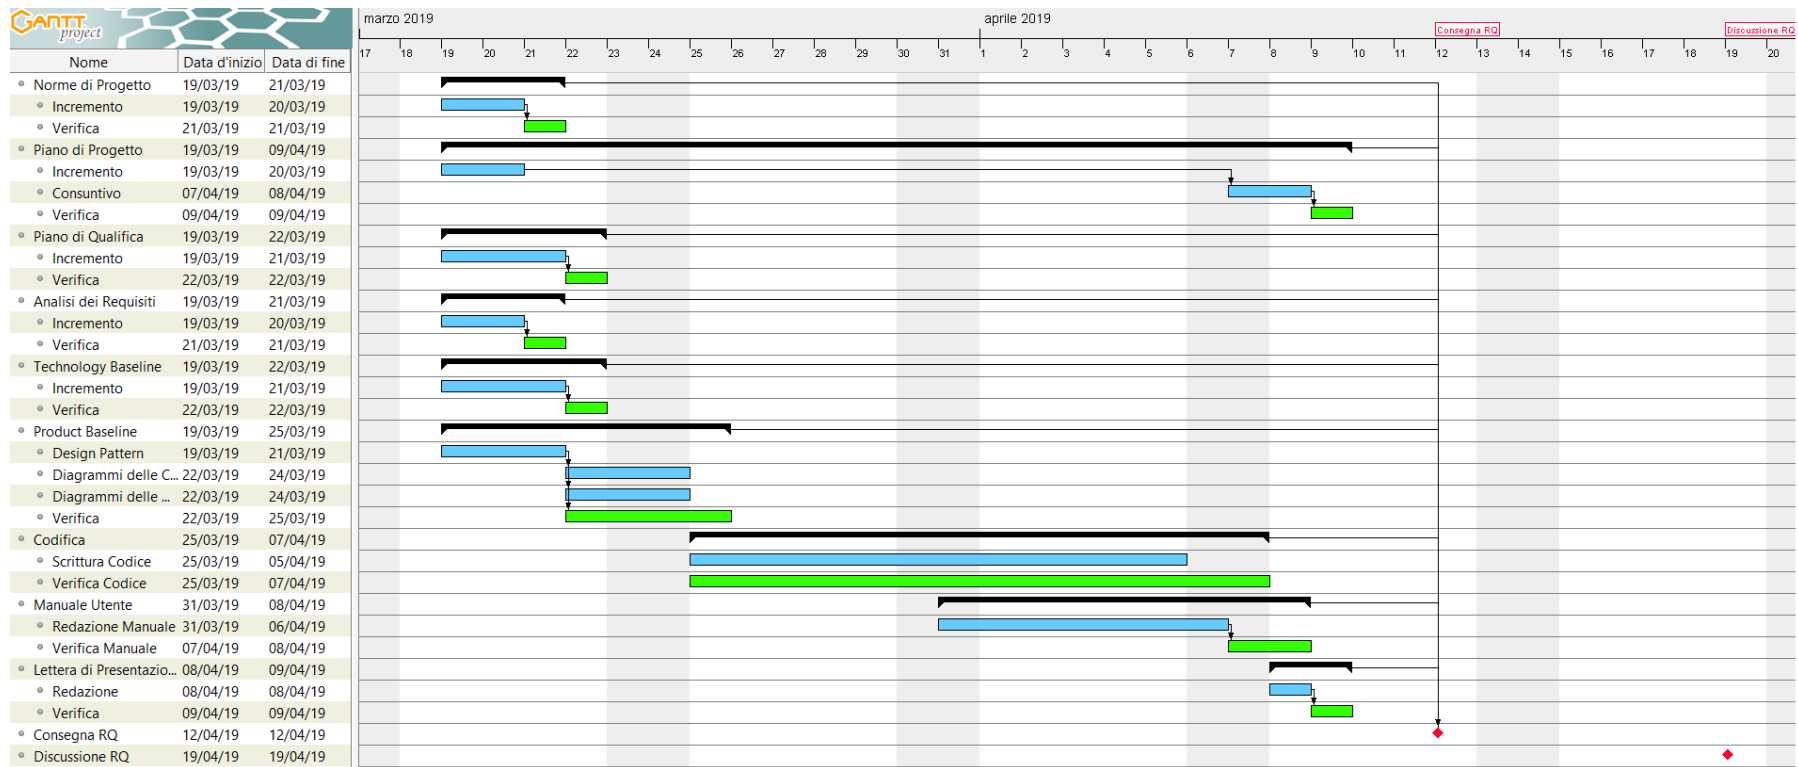 GANTT project
marzo 2019
aprile 2019
Consegna RQ
Discussione RQ
17 18 19 20 21 22 23 24 25 26 27 28 29 30 31 1 2 3 4 5 6 7 8 9 10 11 12 13 14 15 16 17 18 19 20
Nome Data d'inizio Data di fine
Norme di Progetto 19/03/19 21/03/19
Incremento 19/03/19 20/03/19
Verifica 21/03/19 21/03/19
Piano di Progetto 19/03/19 09/04/19
Incremento 19/03/19 20/03/19
Consuntivo 07/04/19 08/04/19
Verifica 09/04/19 09/04/19
Piano di Qualifica 19/03/19 22/03/19
Incremento 19/03/19 21/03/19
Verifica 22/03/19 22/03/19
Analisi dei Requisiti 19/03/19 21/03/19
Incremento 19/03/19 20/03/19
Verifica 21/03/19 21/03/19
Technology Baseline 19/03/19 22/03/19
Incremento 19/03/19 21/03/19
Verifica 22/03/19 22/03/19
Product Baseline 19/03/19 25/03/19
Design Pattern 19/03/19 21/03/19
Diagrammi delle C... 22/03/19 24/03/19
Diagrammi delle ... 22/03/19 24/03/19
Verifica 22/03/19 25/03/19
Codifica 25/03/19 07/04/19
Scrittura Codice 25/03/19 05/04/19
Verifica Codice 25/03/19 07/04/19
Manuale Utente 31/03/19 08/04/19
Redazione Manuale 31/03/19 06/04/19
Verifica Manuale 07/04/19 08/04/19
Lettera di Presentazio... 08/04/19 09/04/19
Redazione 08/04/19 08/04/19
Verifica 09/04/19 09/04/19
Consegna RQ 12/04/19 12/04/19
Discussione RQ 19/04/19 19/04/19